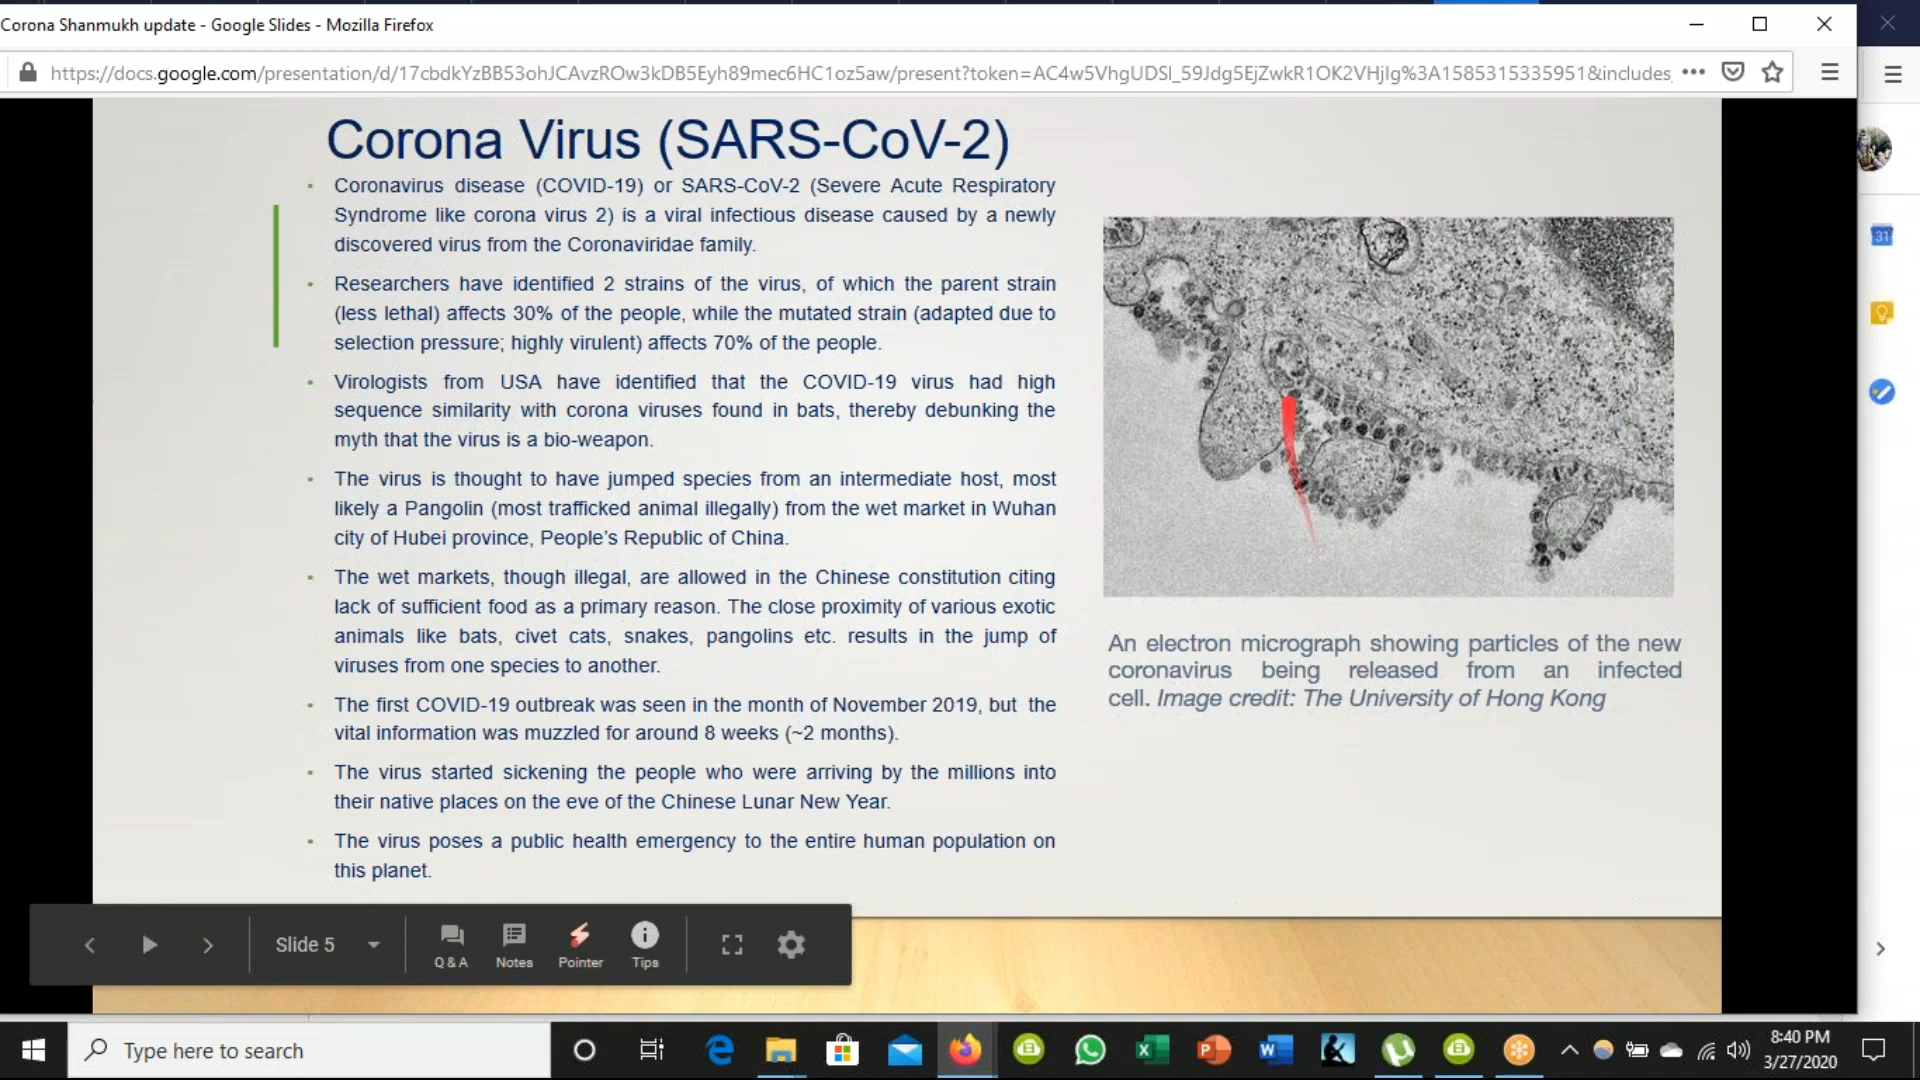 Corona Shanmukh update - Google Slides - Mozilla Firefox
https://docs.google.com/presentation/d/17cbdkYzBB53ohJCAvzROw3kDB5Eyh89mec6HC1oz5aw/present?token=AC4w5VhgUDSl_59Jdg5EjZwkR1OK2VHjIg%3A1585315335951&includes_
Corona Virus (SARS-CoV-2)
• Coronavirus disease (COVID-19) or SARS-CoV-2 (Severe Acute Respiratory
Syndrome like corona virus 2) is a viral infectious disease caused by a newly
discovered virus from the Coronaviridae family.
• Researchers have identified 2 strains of the virus, of which the parent strain
(less lethal) affects 30% of the people, while the mutated strain (adapted due to
selection pressure; highly virulent) affects 70% of the people.
• Virologists from USA have identified that the COVID-19 virus had high
sequence similarity with corona viruses found in bats, thereby debunking the
myth that the virus is a bio-weapon.
• The virus is thought to have jumped species from an intermediate host, most
likely a Pangolin (most trafficked animal illegally) from the wet market in Wuhan
city of Hubei province, People's Republic of China.
• The wet markets, though illegal, are allowed in the Chinese constitution citing
lack of sufficient food as a primary reason. The close proximity of various exotic
animals like bats, civet cats, snakes, pangolins etc. results in the jump of
viruses from one species to another.
• The first COVID-19 outbreak was seen in the month of November 2019, but the
vital information was muzzled for around 8 weeks (~2 months).
• The virus started sickening the people who were arriving by the millions into
their native places on the eve of the Chinese Lunar New Year.
• The virus poses a public health emergency to the entire human population on
this planet.
An electron micrograph showing particles of the new
coronavirus being released from an infected
cell. Image credit: The University of Hong Kong
31
Slide 5
Q & A
Notes
Pointer
Tips
Type here to search
8:40 PM
3/27/2020